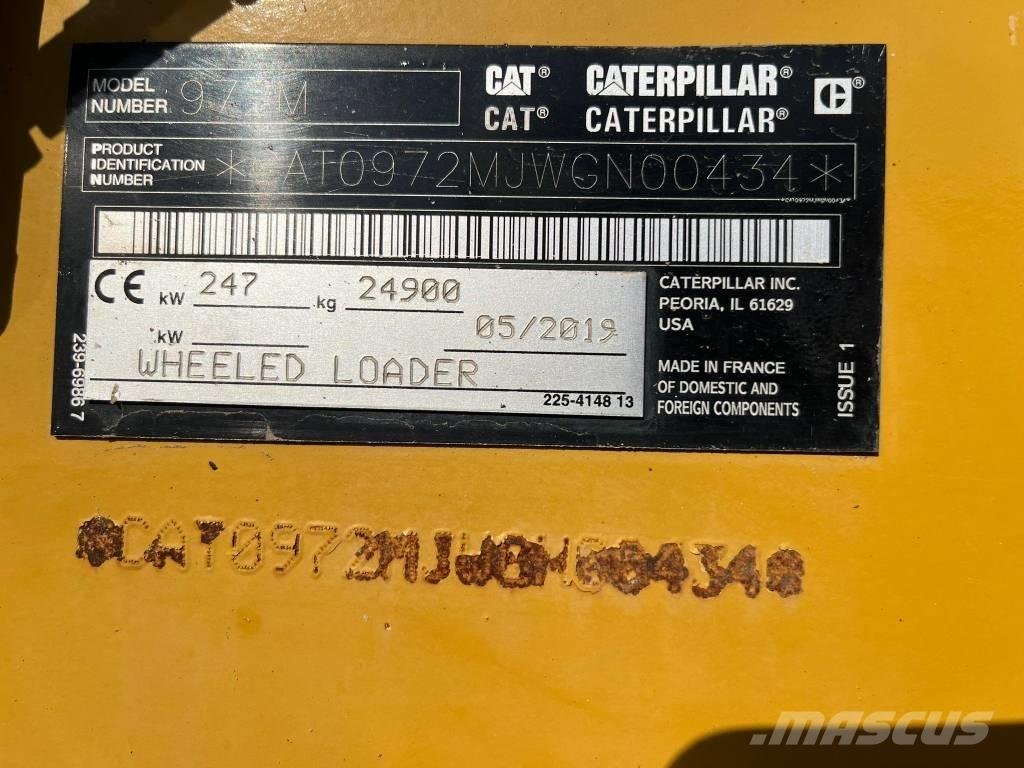 MODEL NUMBER 972M
CAT® CATERPILLAR®
CAT® CATERPILLAR®
PRODUCT IDENTIFICATION NUMBER *CAT0972MJWGN00434*
CE kW 247 kg 24900
kW 05/2019
WHEELED LOADER
225-4148 13
239-6986 7
CATERPILLAR INC.
PEORIA, IL 61629
USA
MADE IN FRANCE
OF DOMESTIC AND
FOREIGN COMPONENTS
ISSUE 1
CAT0972MJWGN00434
mascus